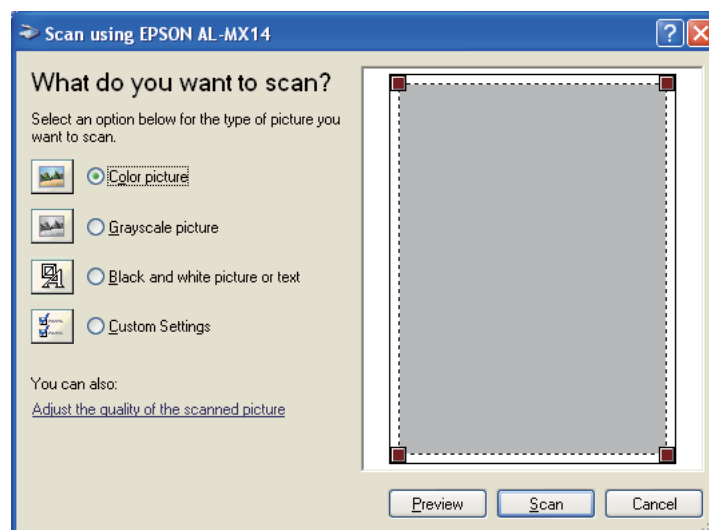 Scan using EPSON AL-MX14
What do you want to scan?
Select an option below for the type of picture you
want to scan.
Color picture
Grayscale picture
Black and white picture or text
Custom Settings
You can also:
Adjust the quality of the scanned picture
Preview Scan Cancel